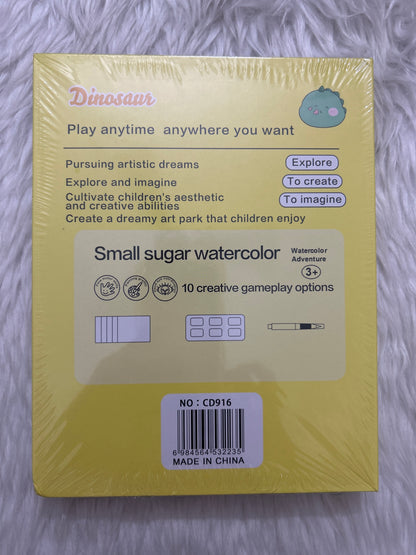 Dinosaur
Play anytime anywhere you want
Pursuing artistic dreams
Explore
Explore and imagine
To create
Cultivate children's aesthetic
and creative abilities
To imagine
Create a dreamy art park that children enjoy
Small sugar watercolor
Watercolor
Adventure
3+
10 creative gameplay options
NO：CD916
6 984564 532235
MADE IN CHINA